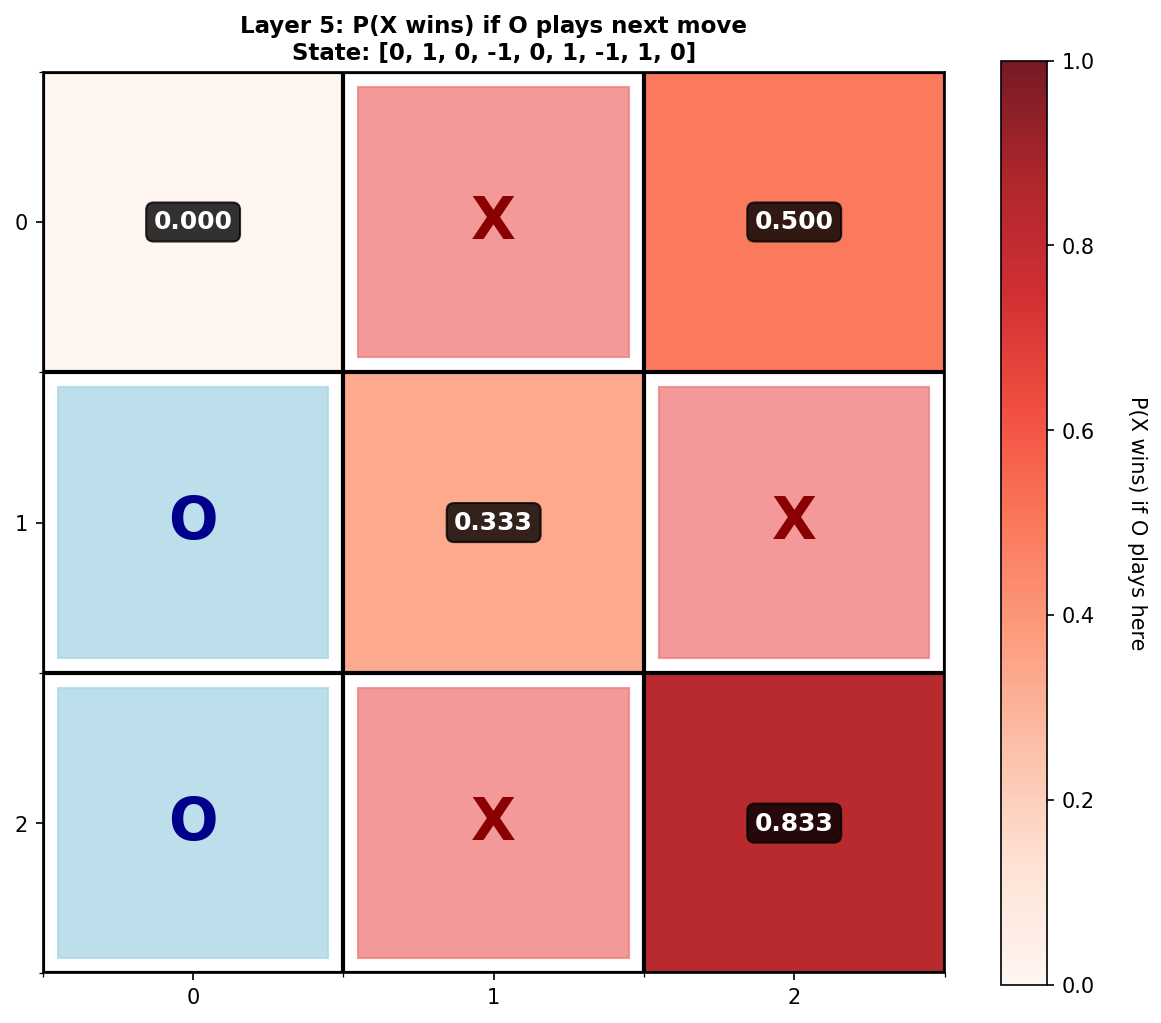 Layer 5: P(X wins) if O plays next move
State: [0, 1, 0, -1, 0, 1, -1, 1, 0]
0
0.000
X
0.500
1
O
0.333
X
2
O
X
0.833
0
1
2
1.0
0.8
0.6
0.4
0.2
0.0
P(X wins) if O plays here